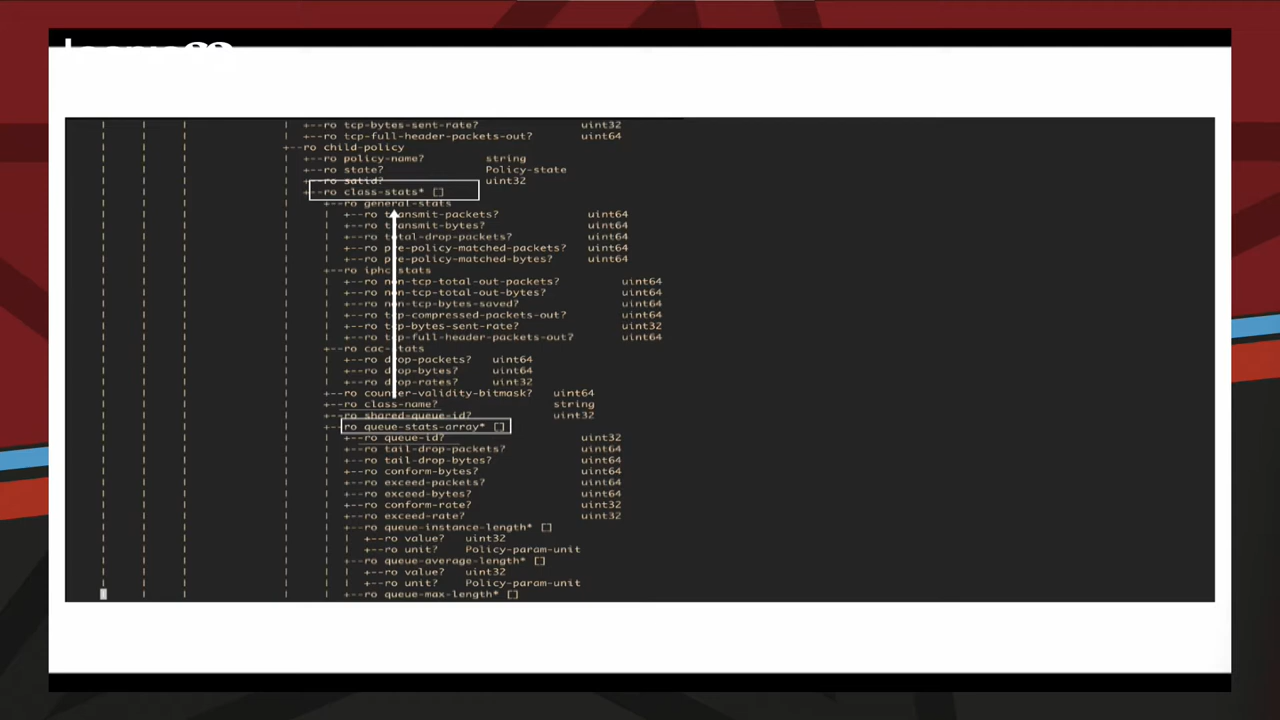 +--ro tcp-bytes-sent-rate? uint32
+--ro tcp-full-header-packets-out? uint64
+--ro child-policy
+--ro policy-name? string
+--ro state? Policy-state
+--ro satid? uint32
+--ro class-stats* []
+--ro general-stats
+--ro transmit-packets? uint64
+--ro transmit-bytes? uint64
+--ro total-drop-packets? uint64
+--ro pre-policy-matched-packets? uint64
+--ro pre-policy-matched-bytes? uint64
+--ro iphc-stats
+--ro non-tcp-total-out-packets? uint64
+--ro non-tcp-total-out-bytes? uint64
+--ro non-tcp-bytes-saved? uint64
+--ro tcp-compressed-packets-out? uint64
+--ro tcp-bytes-sent-rate? uint32
+--ro tcp-full-header-packets-out? uint64
+--ro cac-stats
+--ro drop-packets? uint64
+--ro drop-bytes? uint64
+--ro drop-rates? uint32
+--ro counter-validity-bitmask? uint64
+--ro class-name? string
+--ro shared-queue-id? uint32
+--ro queue-stats-array* []
+--ro queue-id? uint32
+--ro tail-drop-packets? uint64
+--ro tail-drop-bytes? uint64
+--ro conform-bytes? uint64
+--ro exceed-packets? uint64
+--ro exceed-bytes? uint64
+--ro conform-rate? uint32
+--ro exceed-rate? uint32
+--ro queue-instance-length* []
| +--ro value? uint32
| +--ro unit? Policy-param-unit
+--ro queue-average-length* []
| +--ro value? uint32
| +--ro unit? Policy-param-unit
+--ro queue-max-length* []